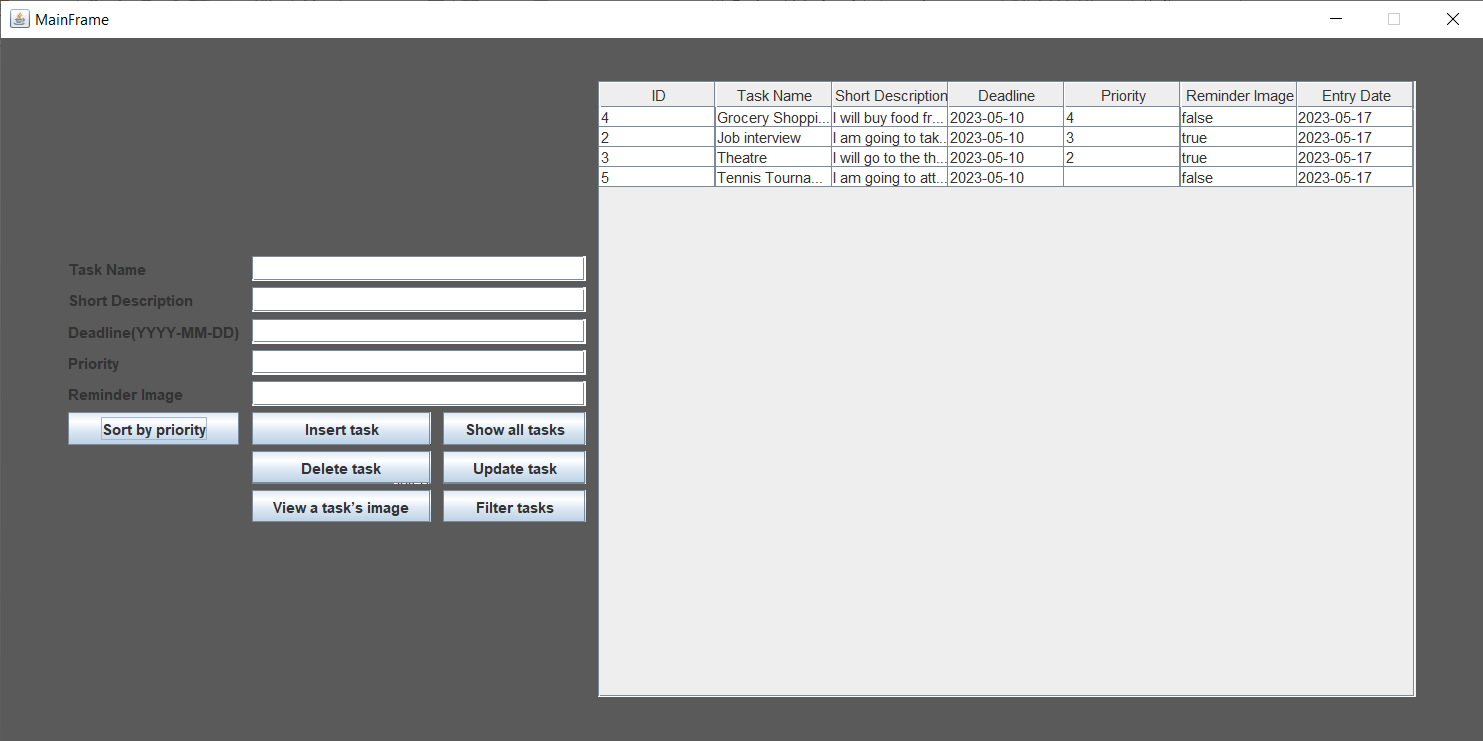 MainFrame
ID Task Name Short Description Deadline Priority Reminder Image Entry Date
4 Grocery Shoppi... I will buy food fr... 2023-05-10 4 false 2023-05-17
2 Job interview I am going to tak... 2023-05-10 3 true 2023-05-17
3 Theatre I will go to the th... 2023-05-10 2 true 2023-05-17
5 Tennis Tourna... I am going to att... 2023-05-10 false 2023-05-17
Task Name
Short Description
Deadline(YYYY-MM-DD)
Priority
Reminder Image
Sort by priority Insert task Show all tasks
Delete task Update task
View a task’s image Filter tasks